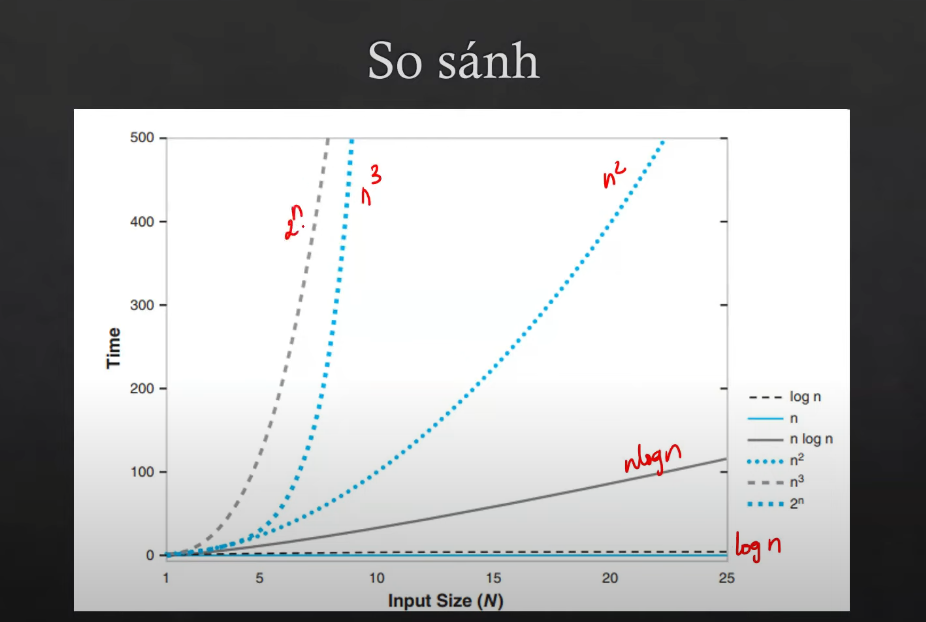 So sánh
500
400
300
200
100
0
Time
1 5 10 15 20 25
Input Size (N)
2ⁿ
n³
n²
nlogn
log n
log n
n
n log n
n²
n³
2ⁿ